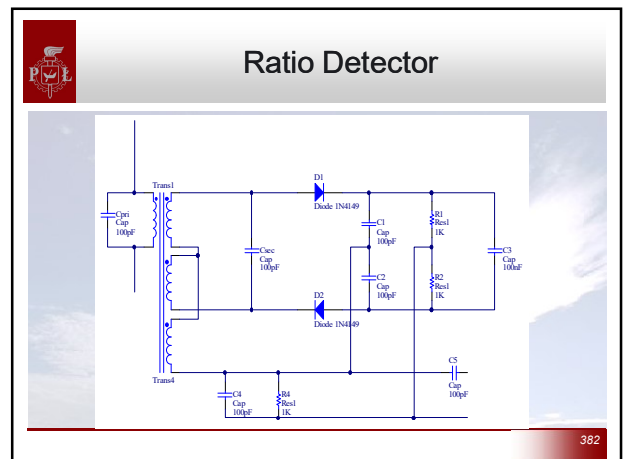 P Ł
Ratio Detector
Trans1
Cpri
Cap
100pF
D1
Diode 1N4149
C1
Cap
100pF
R1
Res1
1K
Csec
Cap
100pF
C3
Cap
100nF
C2
Cap
100pF
R2
Res1
1K
D2
Diode 1N4149
Trans4
C4
Cap
100pF
R4
Res1
1K
C5
Cap
100pF
382